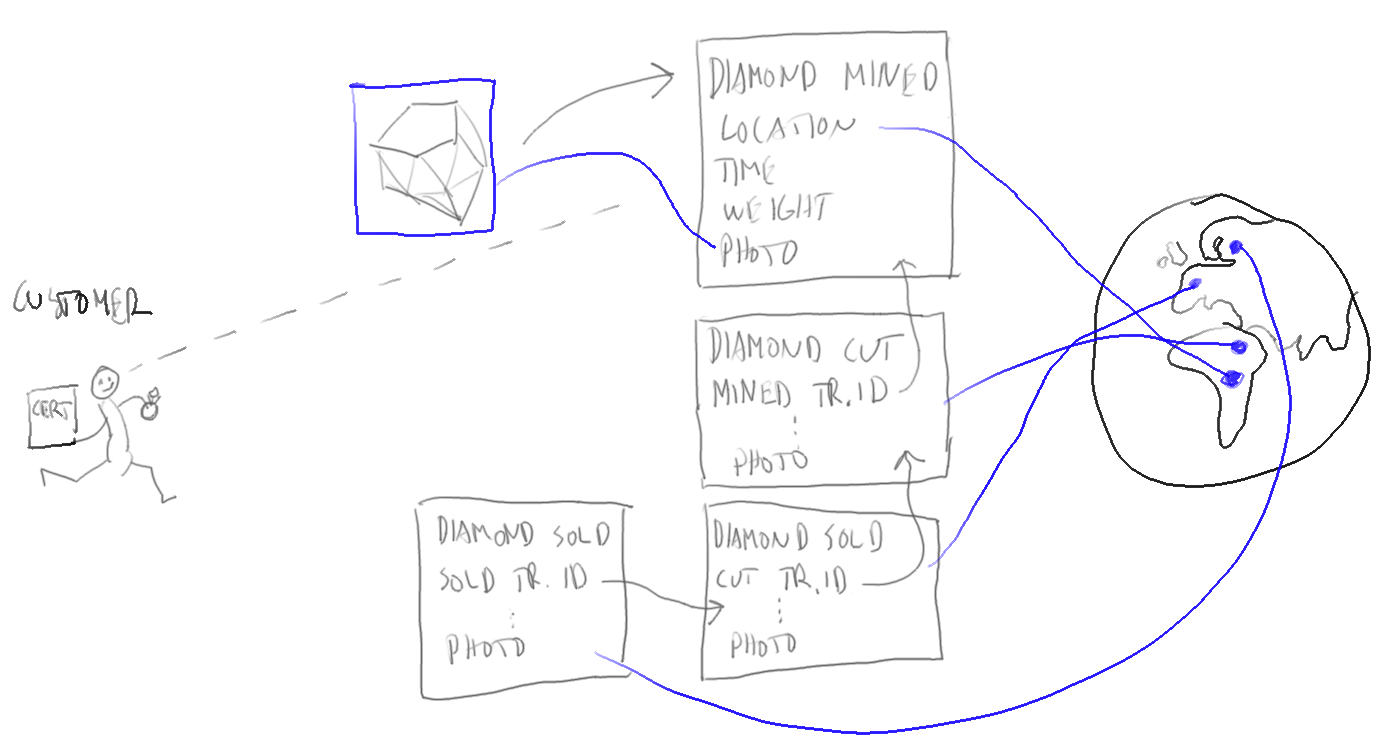 DIAMOND MINED
LOCATION
TIME
WEIGHT
PHOTO
CUSTOMER
CERT
DIAMOND CUT
MINED TR.ID
PHOTO
DIAMOND SOLD
SOLD TR. ID
PHOTO
DIAMOND SOLD
CUT TR.ID
PHOTO